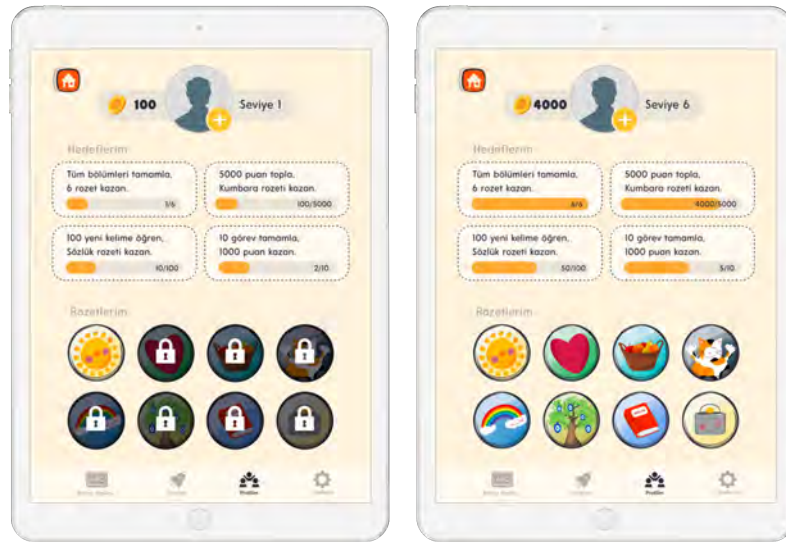 100
Seviye 1
Hedeflerim
Tüm bölümleri tamamla,
6 rozet kazan.
1/6
5000 puan topla,
Kumbara rozeti kazan.
100/5000
100 yeni kelime öğren,
Sözlük rozeti kazan.
10/100
10 görev tamamla,
1000 puan kazan.
2/10
Rozetlerim
Profiller
4000
Seviye 6
Hedeflerim
Tüm bölümleri tamamla,
6 rozet kazan.
6/6
5000 puan topla,
Kumbara rozeti kazan.
4000/5000
100 yeni kelime öğren,
Sözlük rozeti kazan.
50/100
10 görev tamamla,
1000 puan kazan.
5/10
Rozetlerim
Profiller